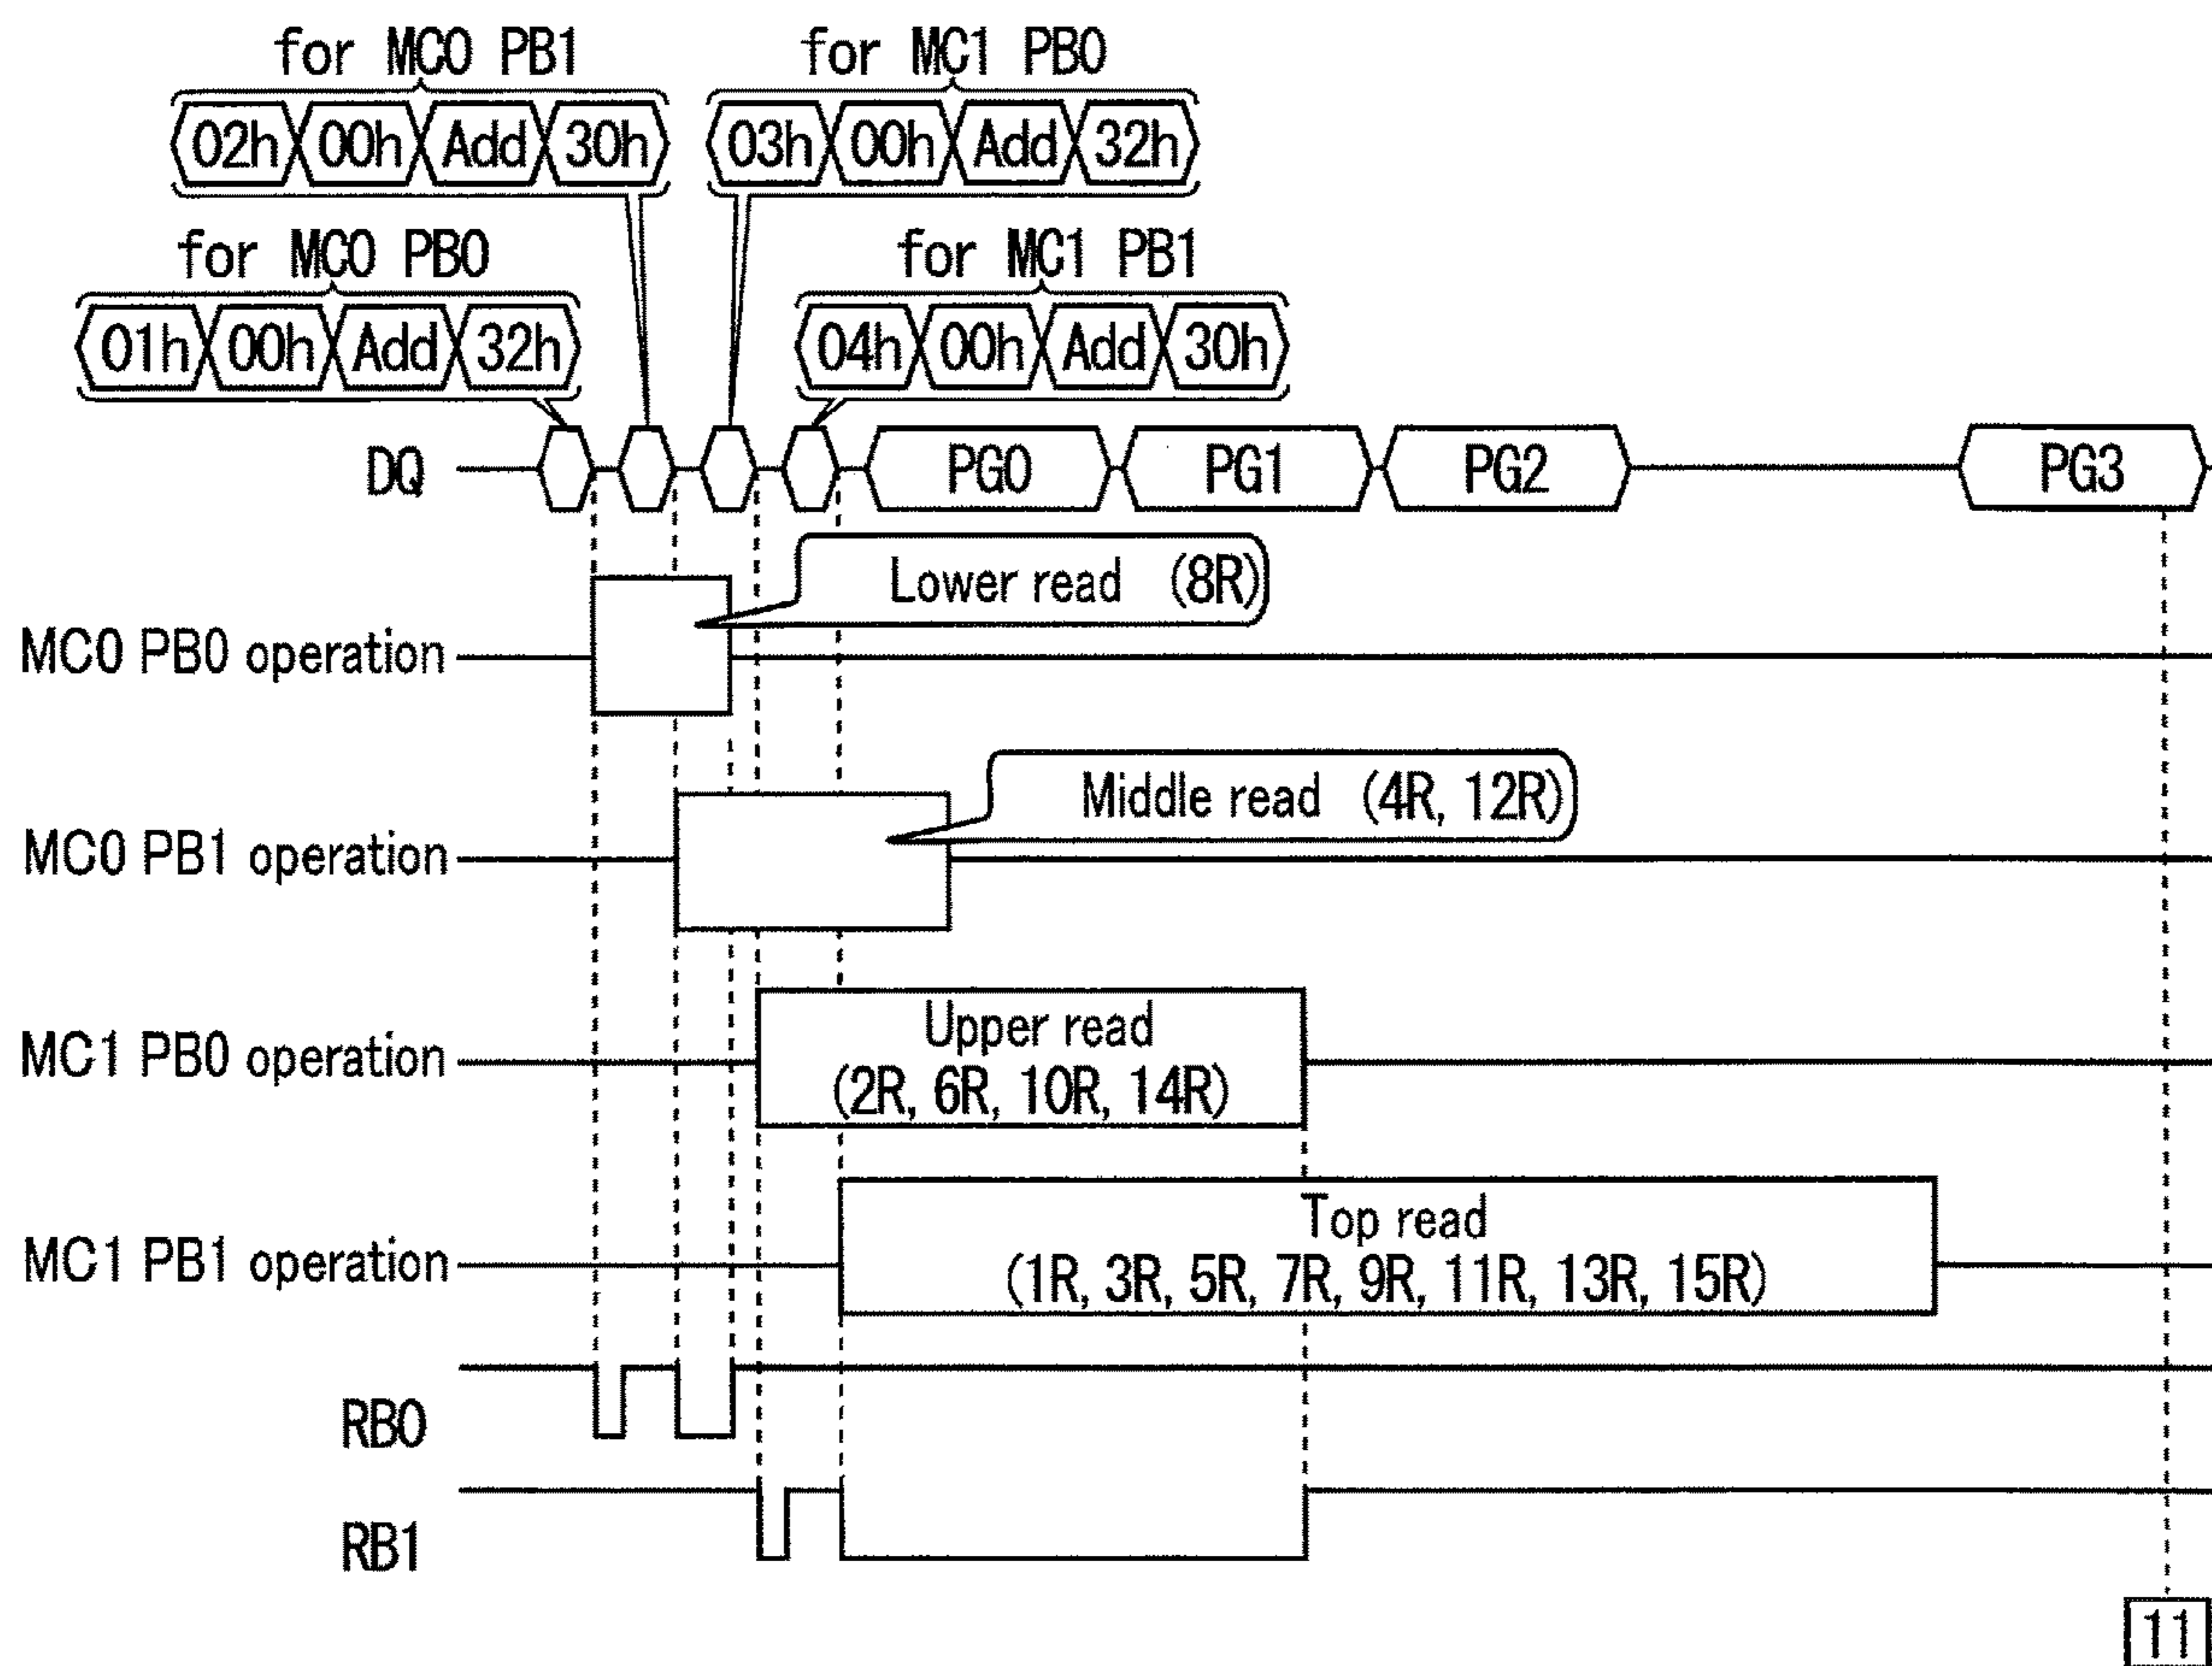 for MC0 PB1
for MC1 PB0
02h 00h Add 30h
03h 00h Add 32h
for MC0 PB0
for MC1 PB1
01h 00h Add 32h
04h 00h Add 30h
DQ
PG0 PG1 PG2 PG3
Lower read (8R)
MC0 PB0 operation
Middle read (4R, 12R)
MC0 PB1 operation
Upper read
(2R, 6R, 10R, 14R)
MC1 PB0 operation
Top read
(1R, 3R, 5R, 7R, 9R, 11R, 13R, 15R)
MC1 PB1 operation
RB0
RB1
11